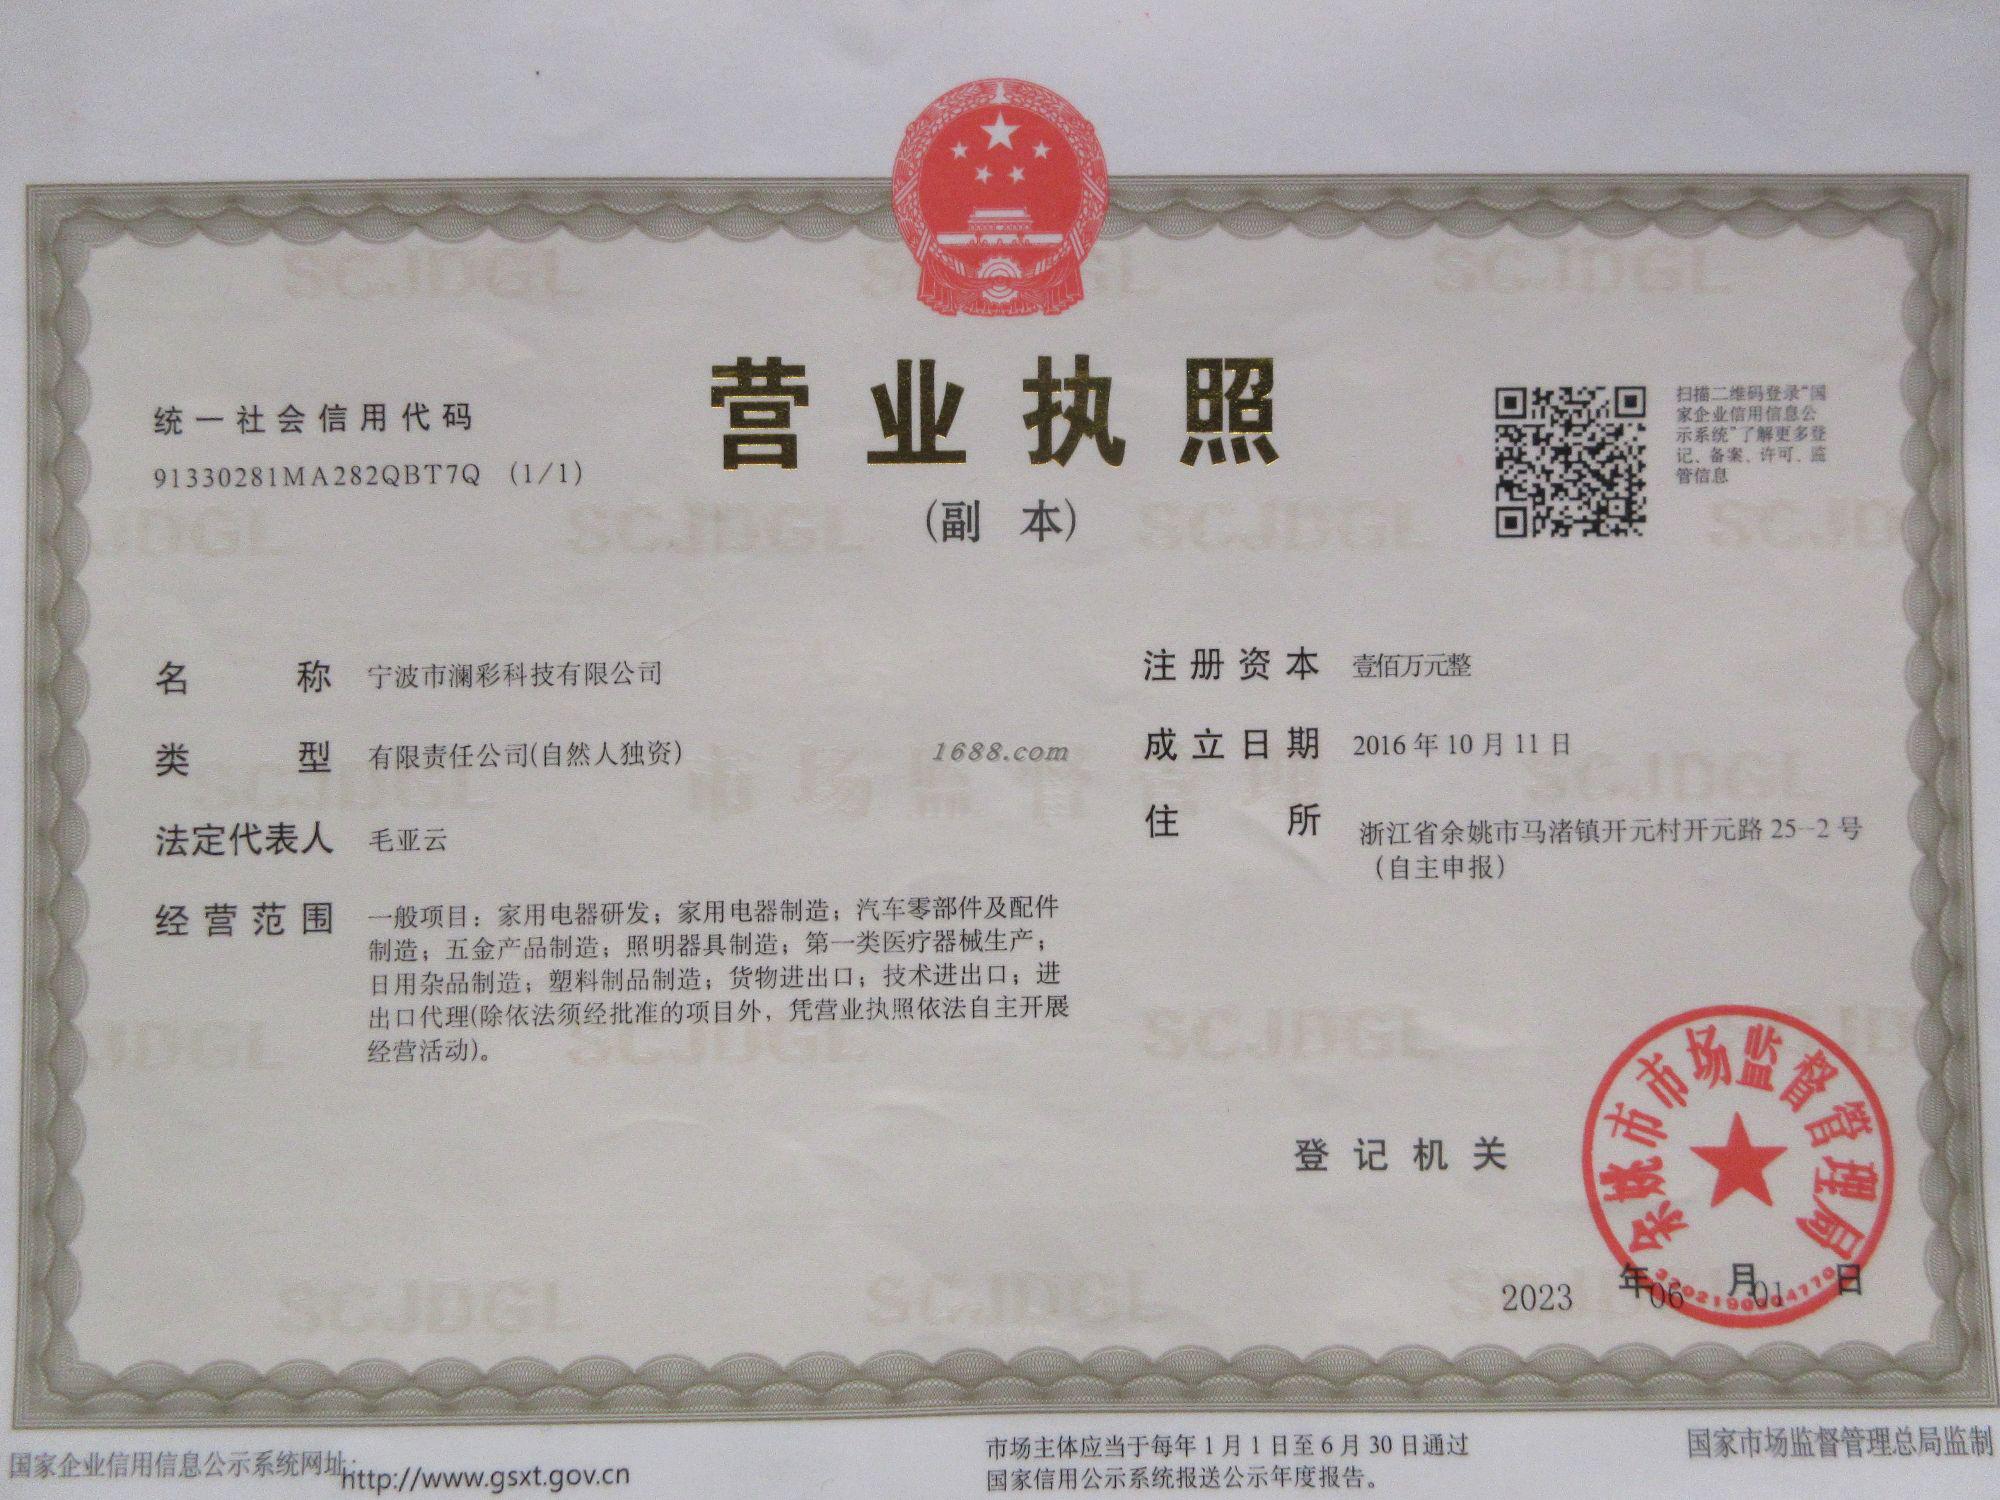 营业执照
(副 本)
统一社会信用代码
91330281MA282QBT7Q (1/1)
扫描二维码登录“国
家企业信用信息公
示系统”了解更多登
记、备案、许可、监
管信息
名 称 宁波市澜彩科技有限公司
类 型 有限责任公司(自然人独资)
法定代表人 毛亚云
经营范围 一般项目：家用电器研发；家用电器制造；汽车零部件及配件
制造；五金产品制造；照明器具制造；第一类医疗器械生产；
日用杂品制造；塑料制品制造；货物进出口；技术进出口；进
出口代理(除依法须经批准的项目外，凭营业执照依法自主开展
经营活动)。
1688.com
注册资本 壹佰万元整
成立日期 2016年10月11日
住 所 浙江省余姚市马渚镇开元村开元路25--2号
（自主申报）
登记机关
余姚市市场监督管理局
2023 年06 月01 日
SCJDGL
市场监督管理
国家企业信用信息公示系统网址：http://www.gsxt.gov.cn
市场主体应当于每年1月1日至6月30日通过
国家信用公示系统报送公示年度报告。
国家市场监督管理总局监制